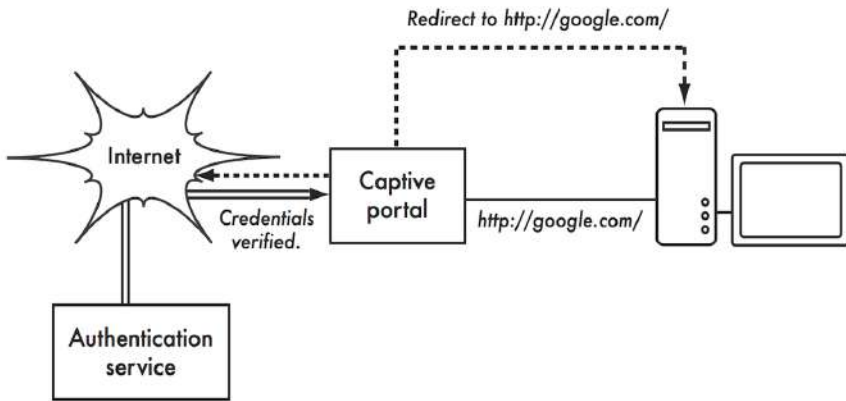 Redirect to http://google.com/
Internet
Captive
portal
Credentials
verified.
http://google.com/
Authentication
service